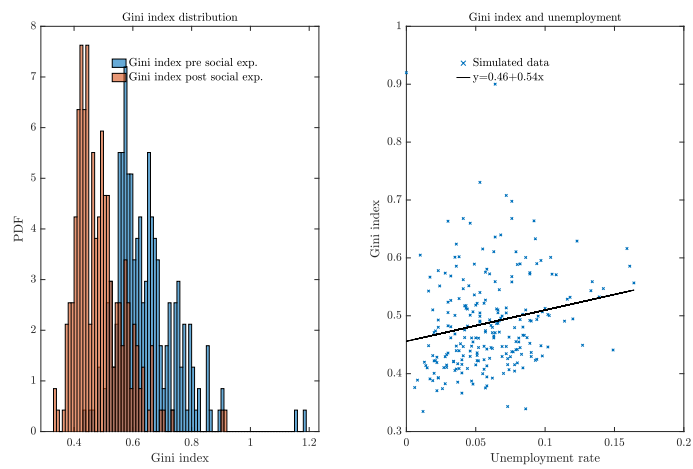 Gini index distribution
8
7
6
5
4
3
2
1
0
PDF
Gini index pre social exp.
Gini index post social exp.
0.4 0.6 0.8 1 1.2
Gini index
Gini index and unemployment
1
0.9
0.8
0.7
0.6
0.5
0.4
0.3
Gini index
Simulated data
y=0.46+0.54x
0 0.05 0.1 0.15 0.2
Unemployment rate